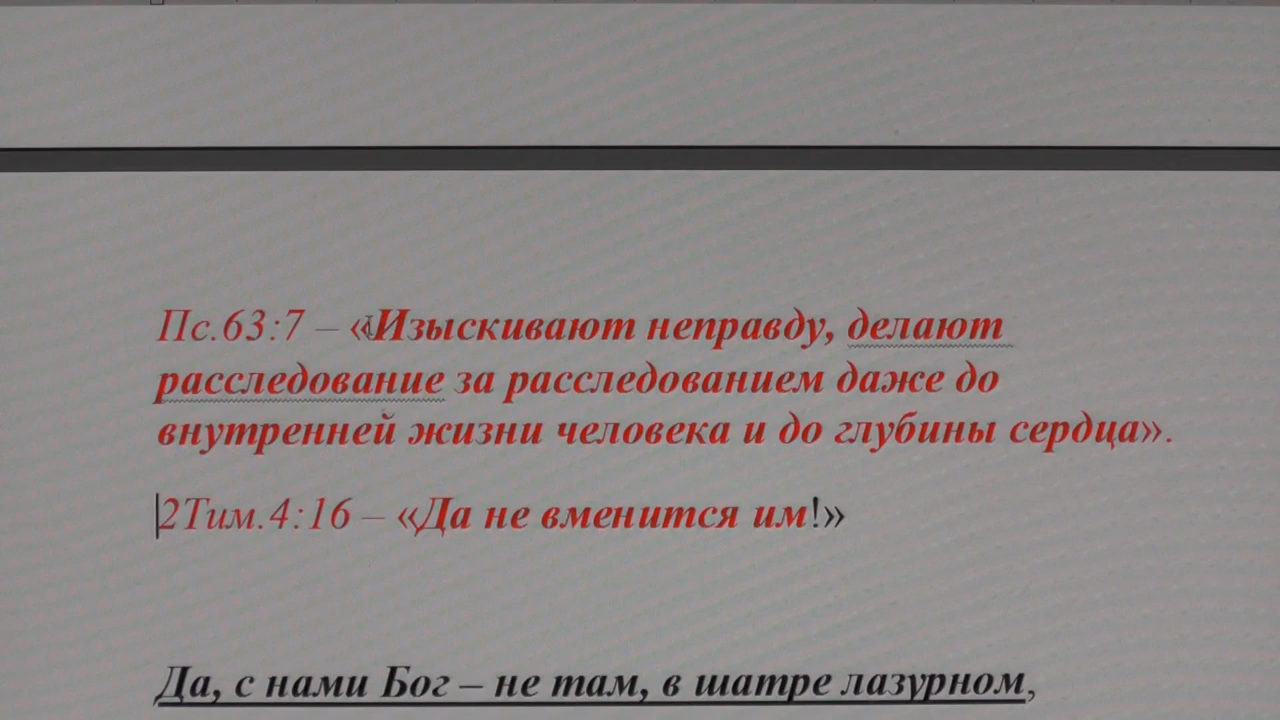 Пс.63:7 – «Изыскивают неправду, делают
расследование за расследованием даже до
внутренней жизни человека и до глубины сердца».
2Тим.4:16 – «Да не вменится им!»
Да, с нами Бог – не там, в шатре лазурном,